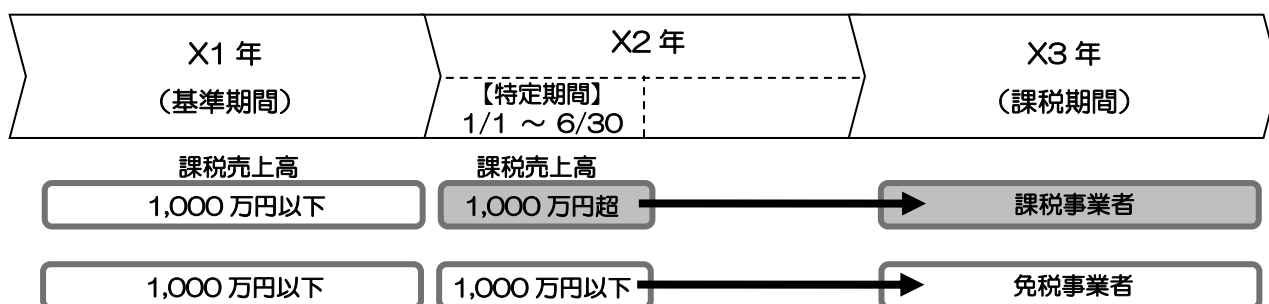 X1 年
(基準期間)
X2 年
【特定期間】
1/1 ~ 6/30
X3 年
(課税期間)
課税売上高
課税売上高
1,000 万円以下
1,000 万円超
課税事業者
1,000 万円以下
1,000 万円以下
免税事業者